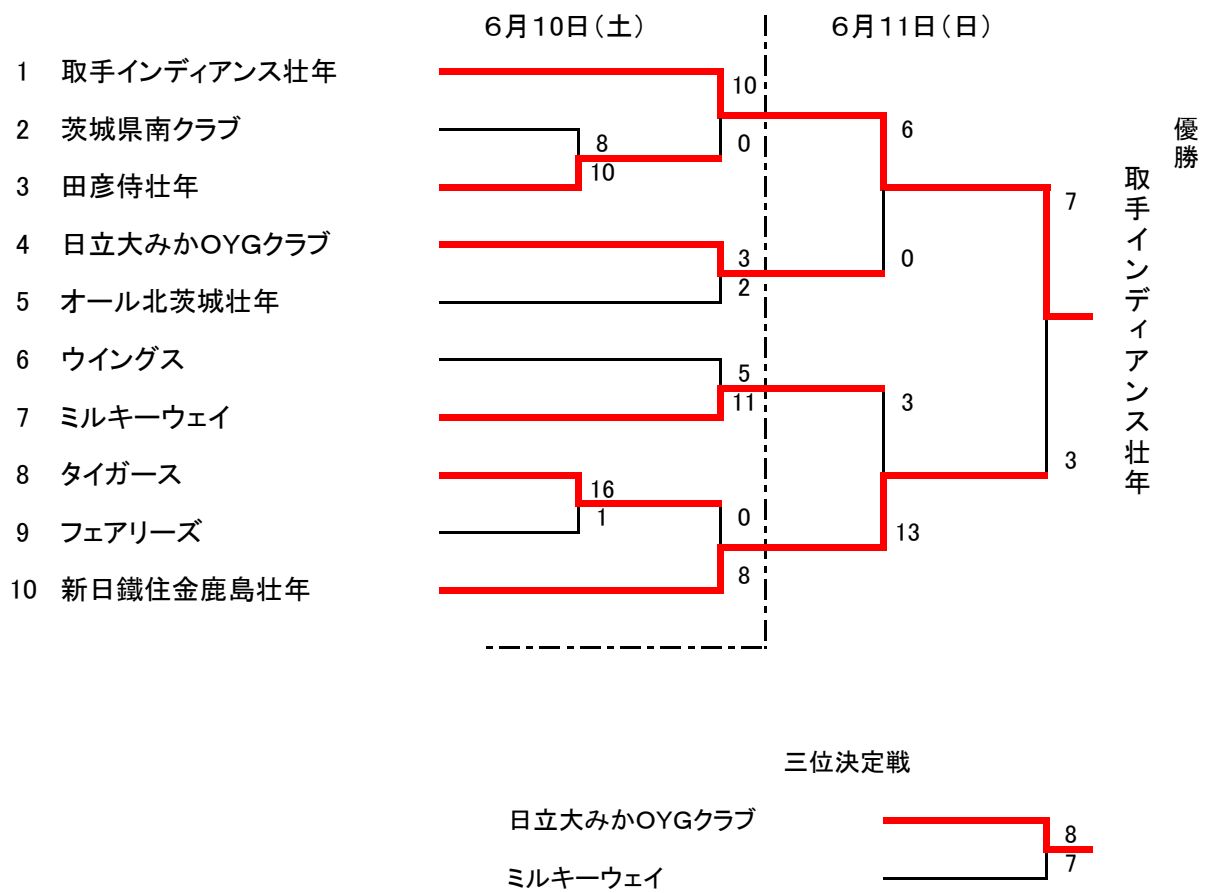 6月10日(土)
6月11日(日)
1 取手インディアンス壮年
2 茨城県南クラブ
3 田彦侍壮年
4 日立大みかOYGクラブ
5 オール北茨城壮年
6 ウイングス
7 ミルキーウェイ
8 タイガース
9 フェアリーズ
10 新日鐵住金鹿島壮年
10
0
8
10
3
2
5
11
16
1
0
8
6
0
3
13
7
3
優勝
取手インディアンス壮年
三位決定戦
日立大みかOYGクラブ
ミルキーウェイ
8
7